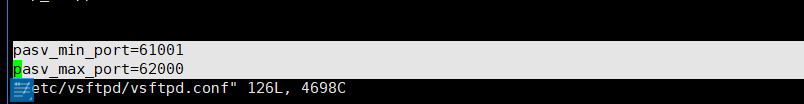 pasv_min_port=61001
pasv_max_port=62000
"/etc/vsftpd/vsftpd.conf" 126L, 4698C